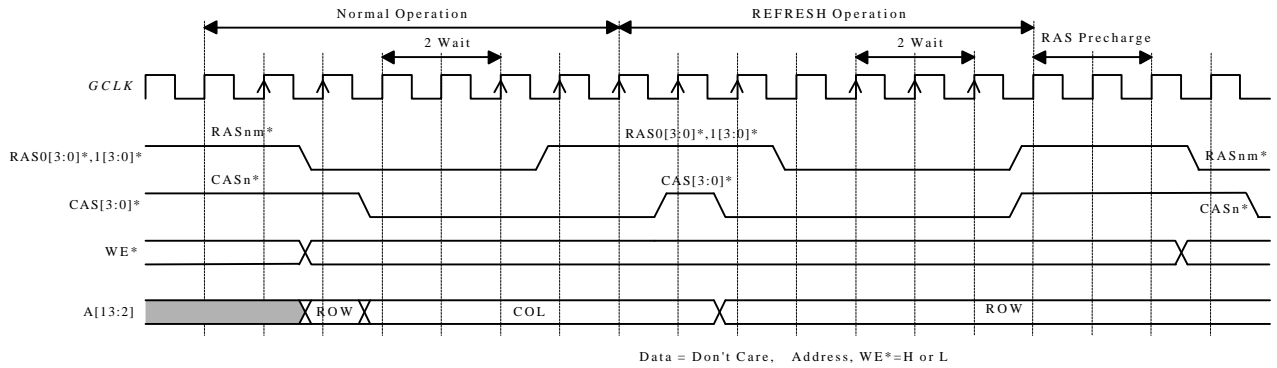 Normal Operation
REFRESH Operation
2 Wait
2 Wait
RAS Precharge
GCLK
RASnm*
RAS0[3:0]*,1[3:0]*
RAS0[3:0]*,1[3:0]*
RASnm*
CASn*
CAS[3:0]*
CAS[3:0]*
CASn*
WE*
A[13:2]
ROW
COL
ROW
Data = Don't Care, Address, WE*=H or L